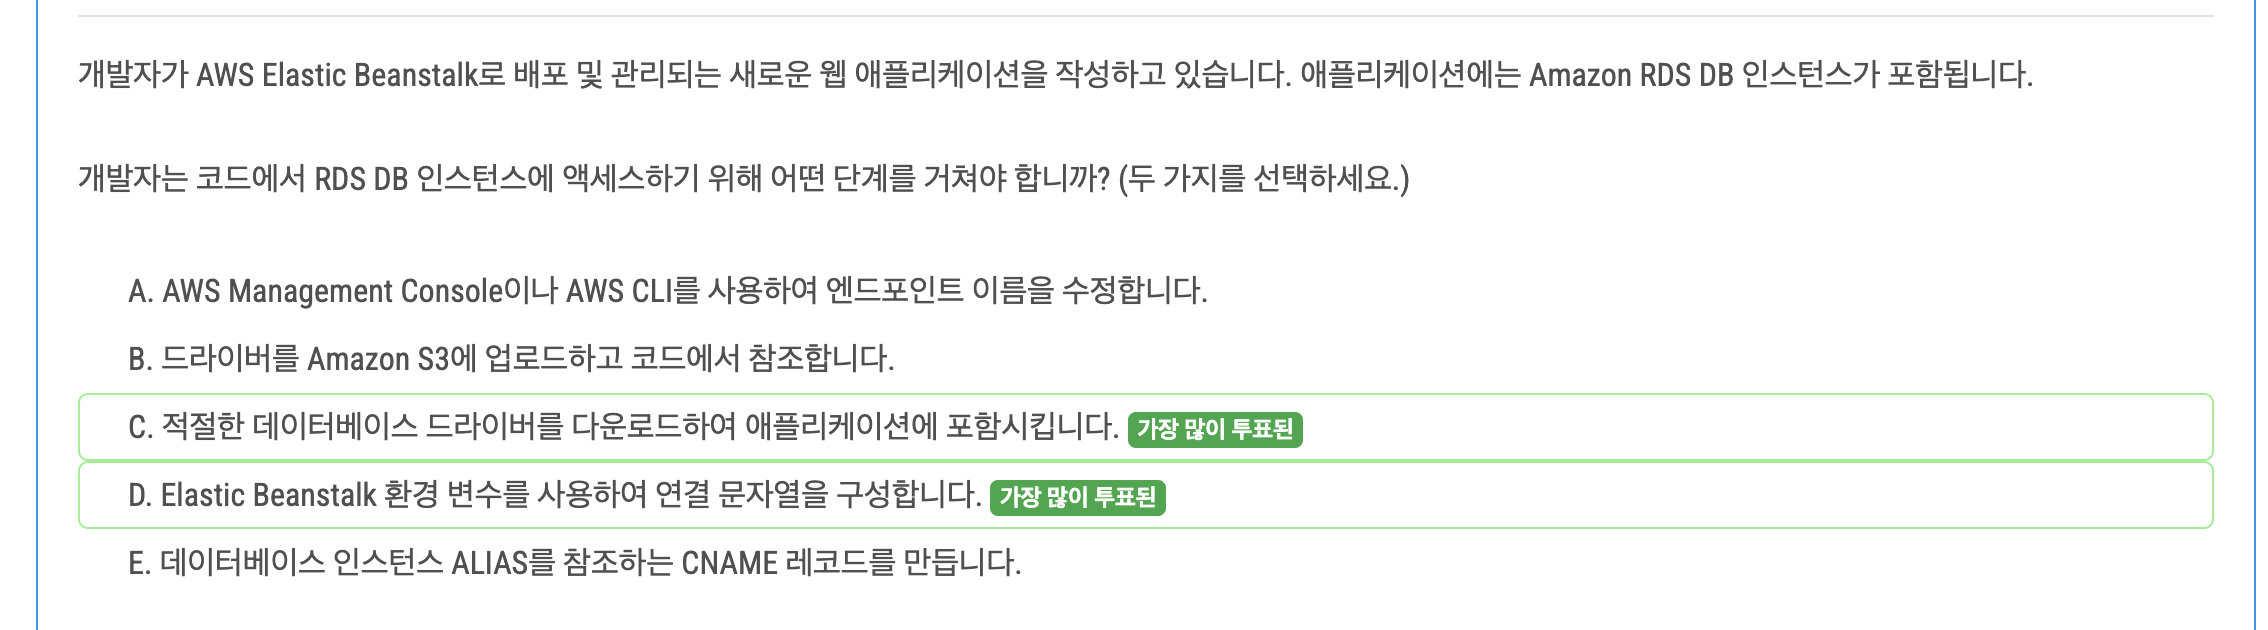 개발자가 AWS Elastic Beanstalk로 배포 및 관리되는 새로운 웹 애플리케이션을 작성하고 있습니다. 애플리케이션에는 Amazon RDS DB 인스턴스가 포함됩니다.
개발자는 코드에서 RDS DB 인스턴스에 액세스하기 위해 어떤 단계를 거쳐야 합니까? (두 가지를 선택하세요.)
A. AWS Management Console이나 AWS CLI를 사용하여 엔드포인트 이름을 수정합니다.
B. 드라이버를 Amazon S3에 업로드하고 코드에서 참조합니다.
C. 적절한 데이터베이스 드라이버를 다운로드하여 애플리케이션에 포함시킵니다. 가장 많이 투표된
D. Elastic Beanstalk 환경 변수를 사용하여 연결 문자열을 구성합니다. 가장 많이 투표된
E. 데이터베이스 인스턴스 ALIAS를 참조하는 CNAME 레코드를 만듭니다.